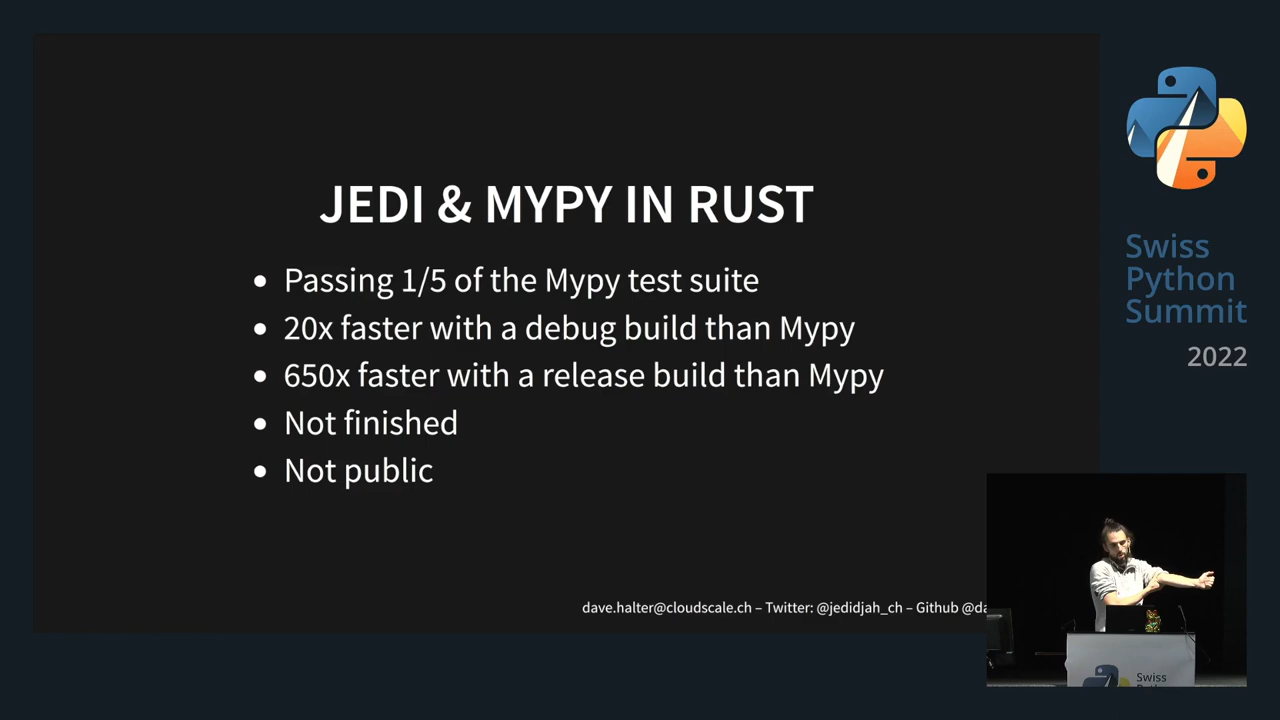 JEDI & MYPY IN RUST
Passing 1/5 of the Mypy test suite
20x faster with a debug build than Mypy
650x faster with a release build than Mypy
Not finished
Not public
dave.halter@cloudscale.ch – Twitter: @jedidjah_ch – Github @da
Swiss
Python
Summit
2022
Swiss